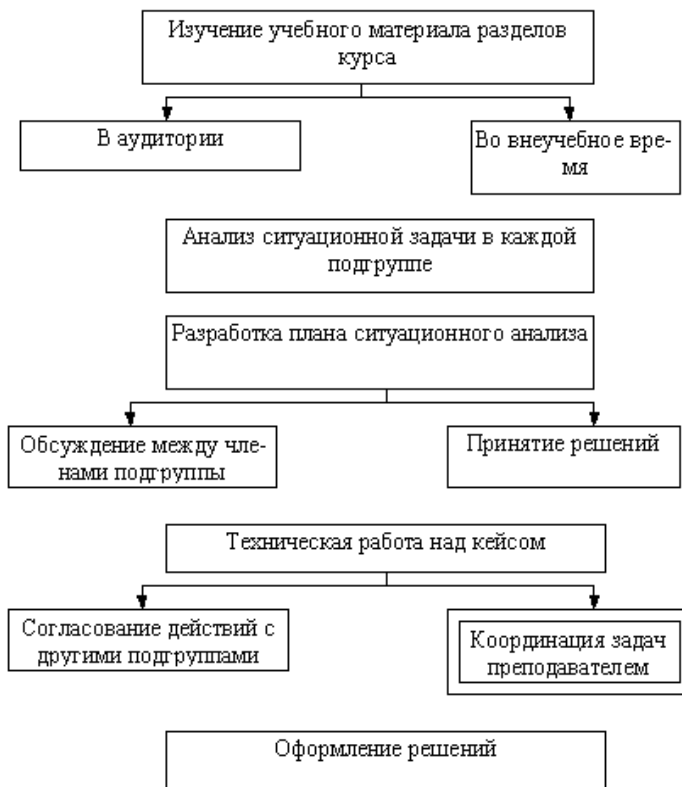 Изучение учебного материала разделов
курса
В аудитории
Во внеучебное вре-
мя
Анализ ситуационной задачи в каждой
подгруппе
Разработка плана ситуационного анализа
Обсуждение между чле-
нами подгруппы
Принятие решений
Техническая работа над кейсом
Согласование действий с
другими подгруппами
Координация задач
преподавателем
Оформление решений